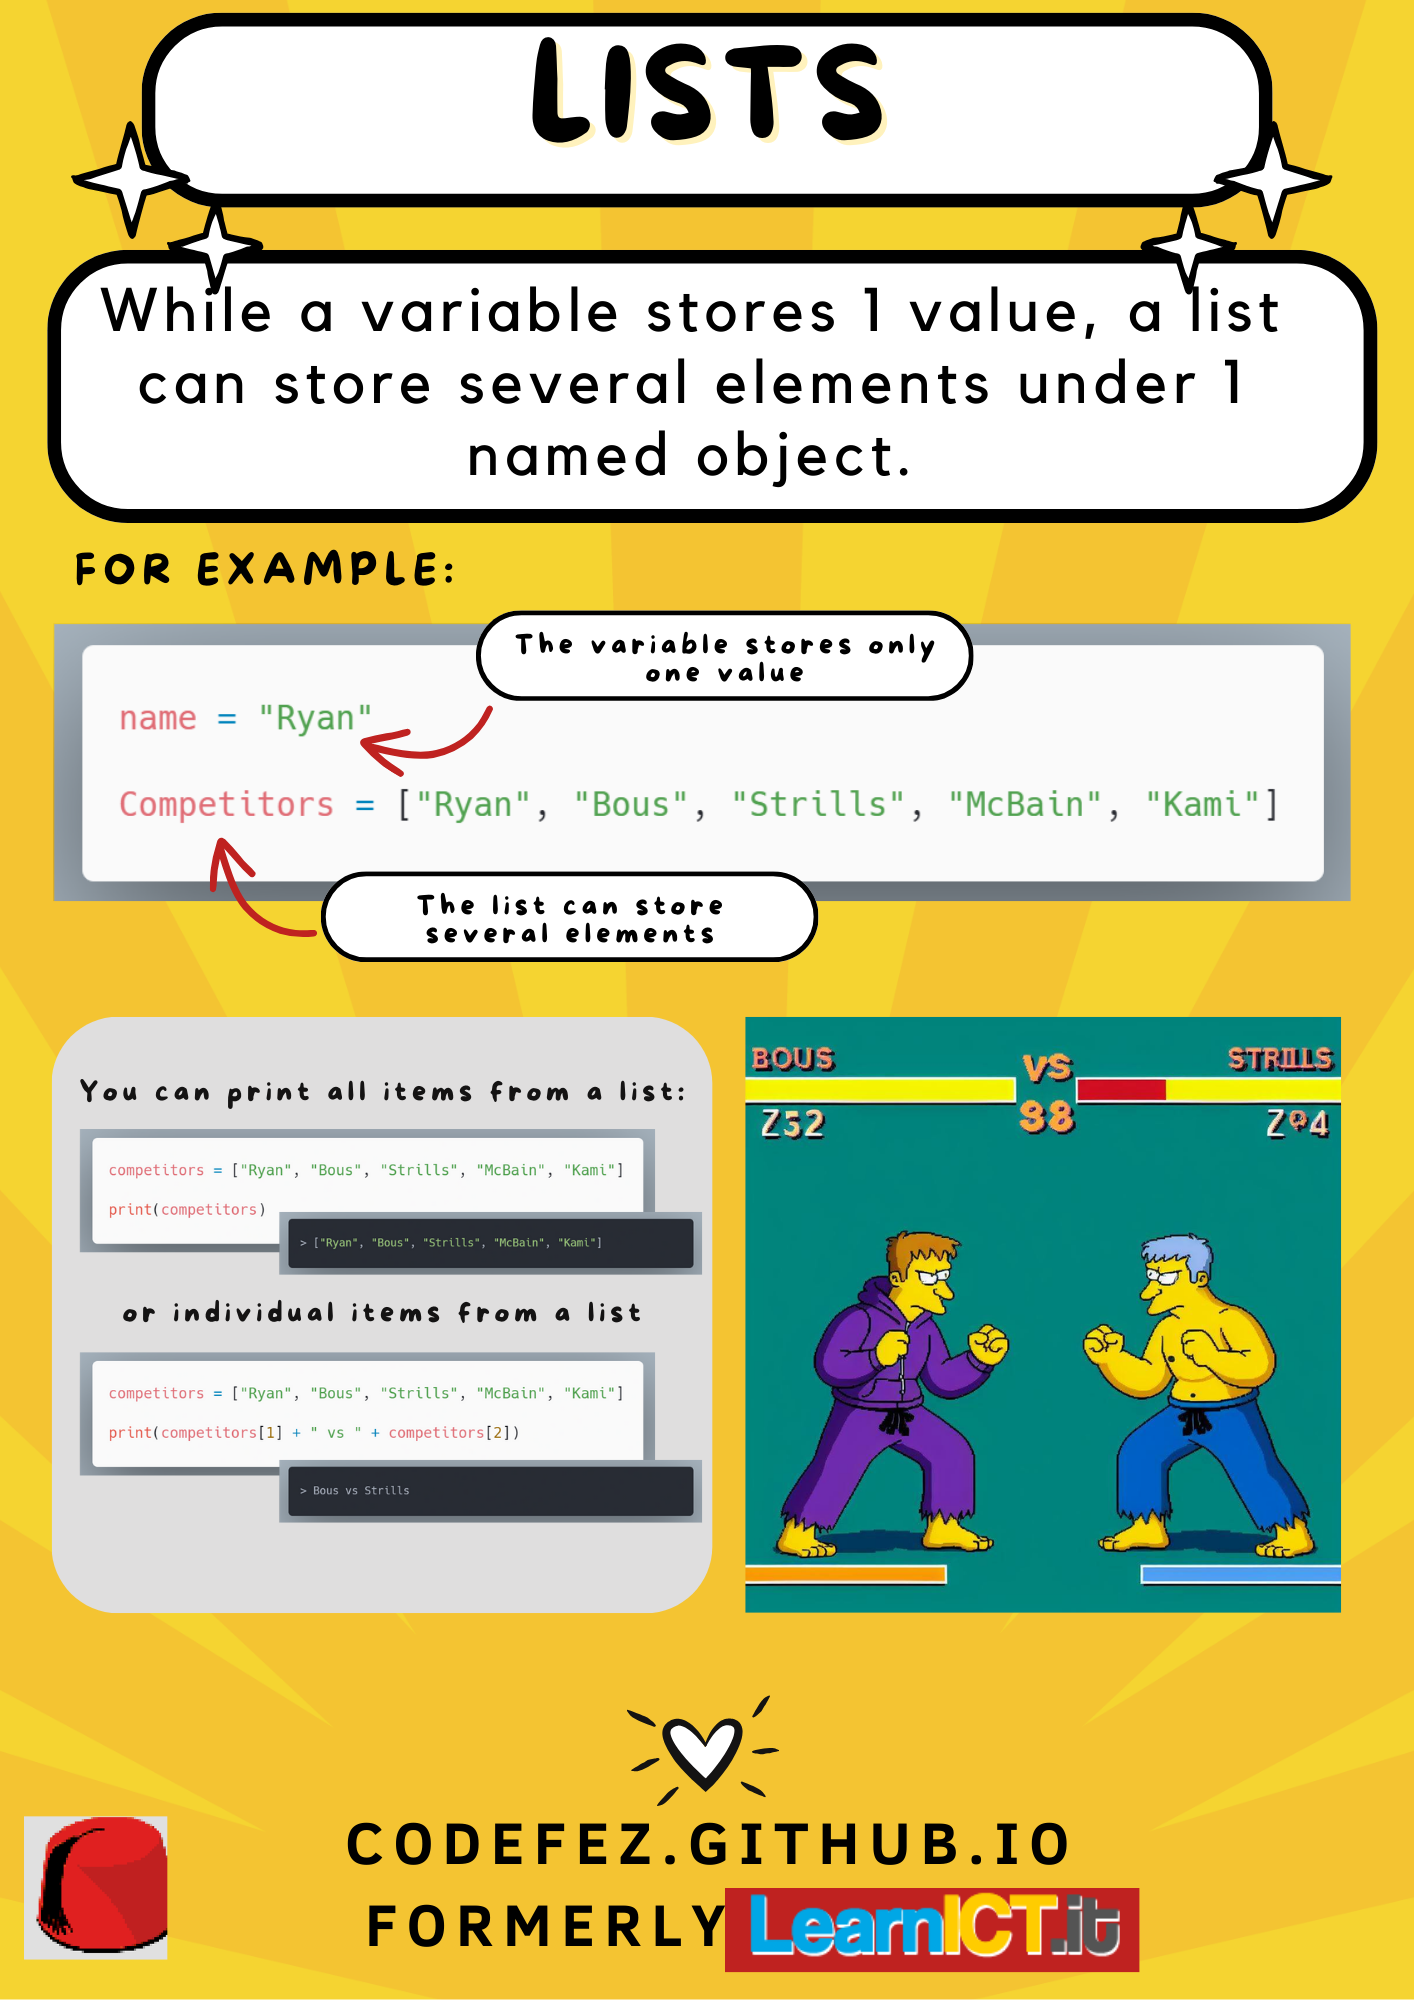 LISTS
While a variable stores 1 value, a list
can store several elements under 1
named object.
FOR EXAMPLE:
The variable stores only
one value
name = "Ryan"
Competitors = ["Ryan", "Bous", "Strills", "McBain", "Kami"]
The list can store
several elements
You can print all items from a list:
competitors = ["Ryan", "Bous", "Strills", "McBain", "Kami"]
print(competitors)
> ["Ryan", "Bous", "Strills", "McBain", "Kami"]
or individual items from a list
competitors = ["Ryan", "Bous", "Strills", "McBain", "Kami"]
print(competitors[1] + " vs " + competitors[2])
> Bous vs Strills
BOUS
VS
STRILLS
98
CODEFEZ.GITHUB.IO
FORMERLY LearnICT.it